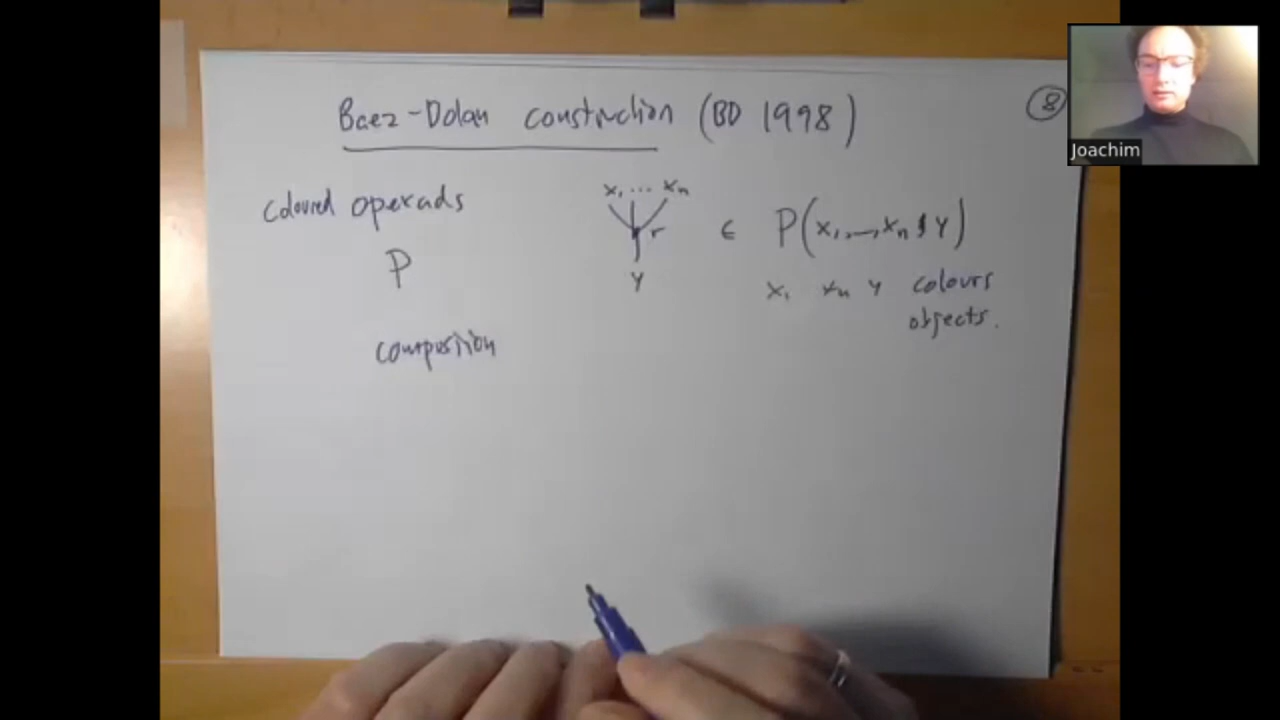 Baez-Dolan construction (BD 1998)
8
Joachim
coloured operads
x₁ ... xₙ
r
y
∈ P(x₁, ..., xₙ ; y)
P
x₁ xₙ y colours
objects.
composition